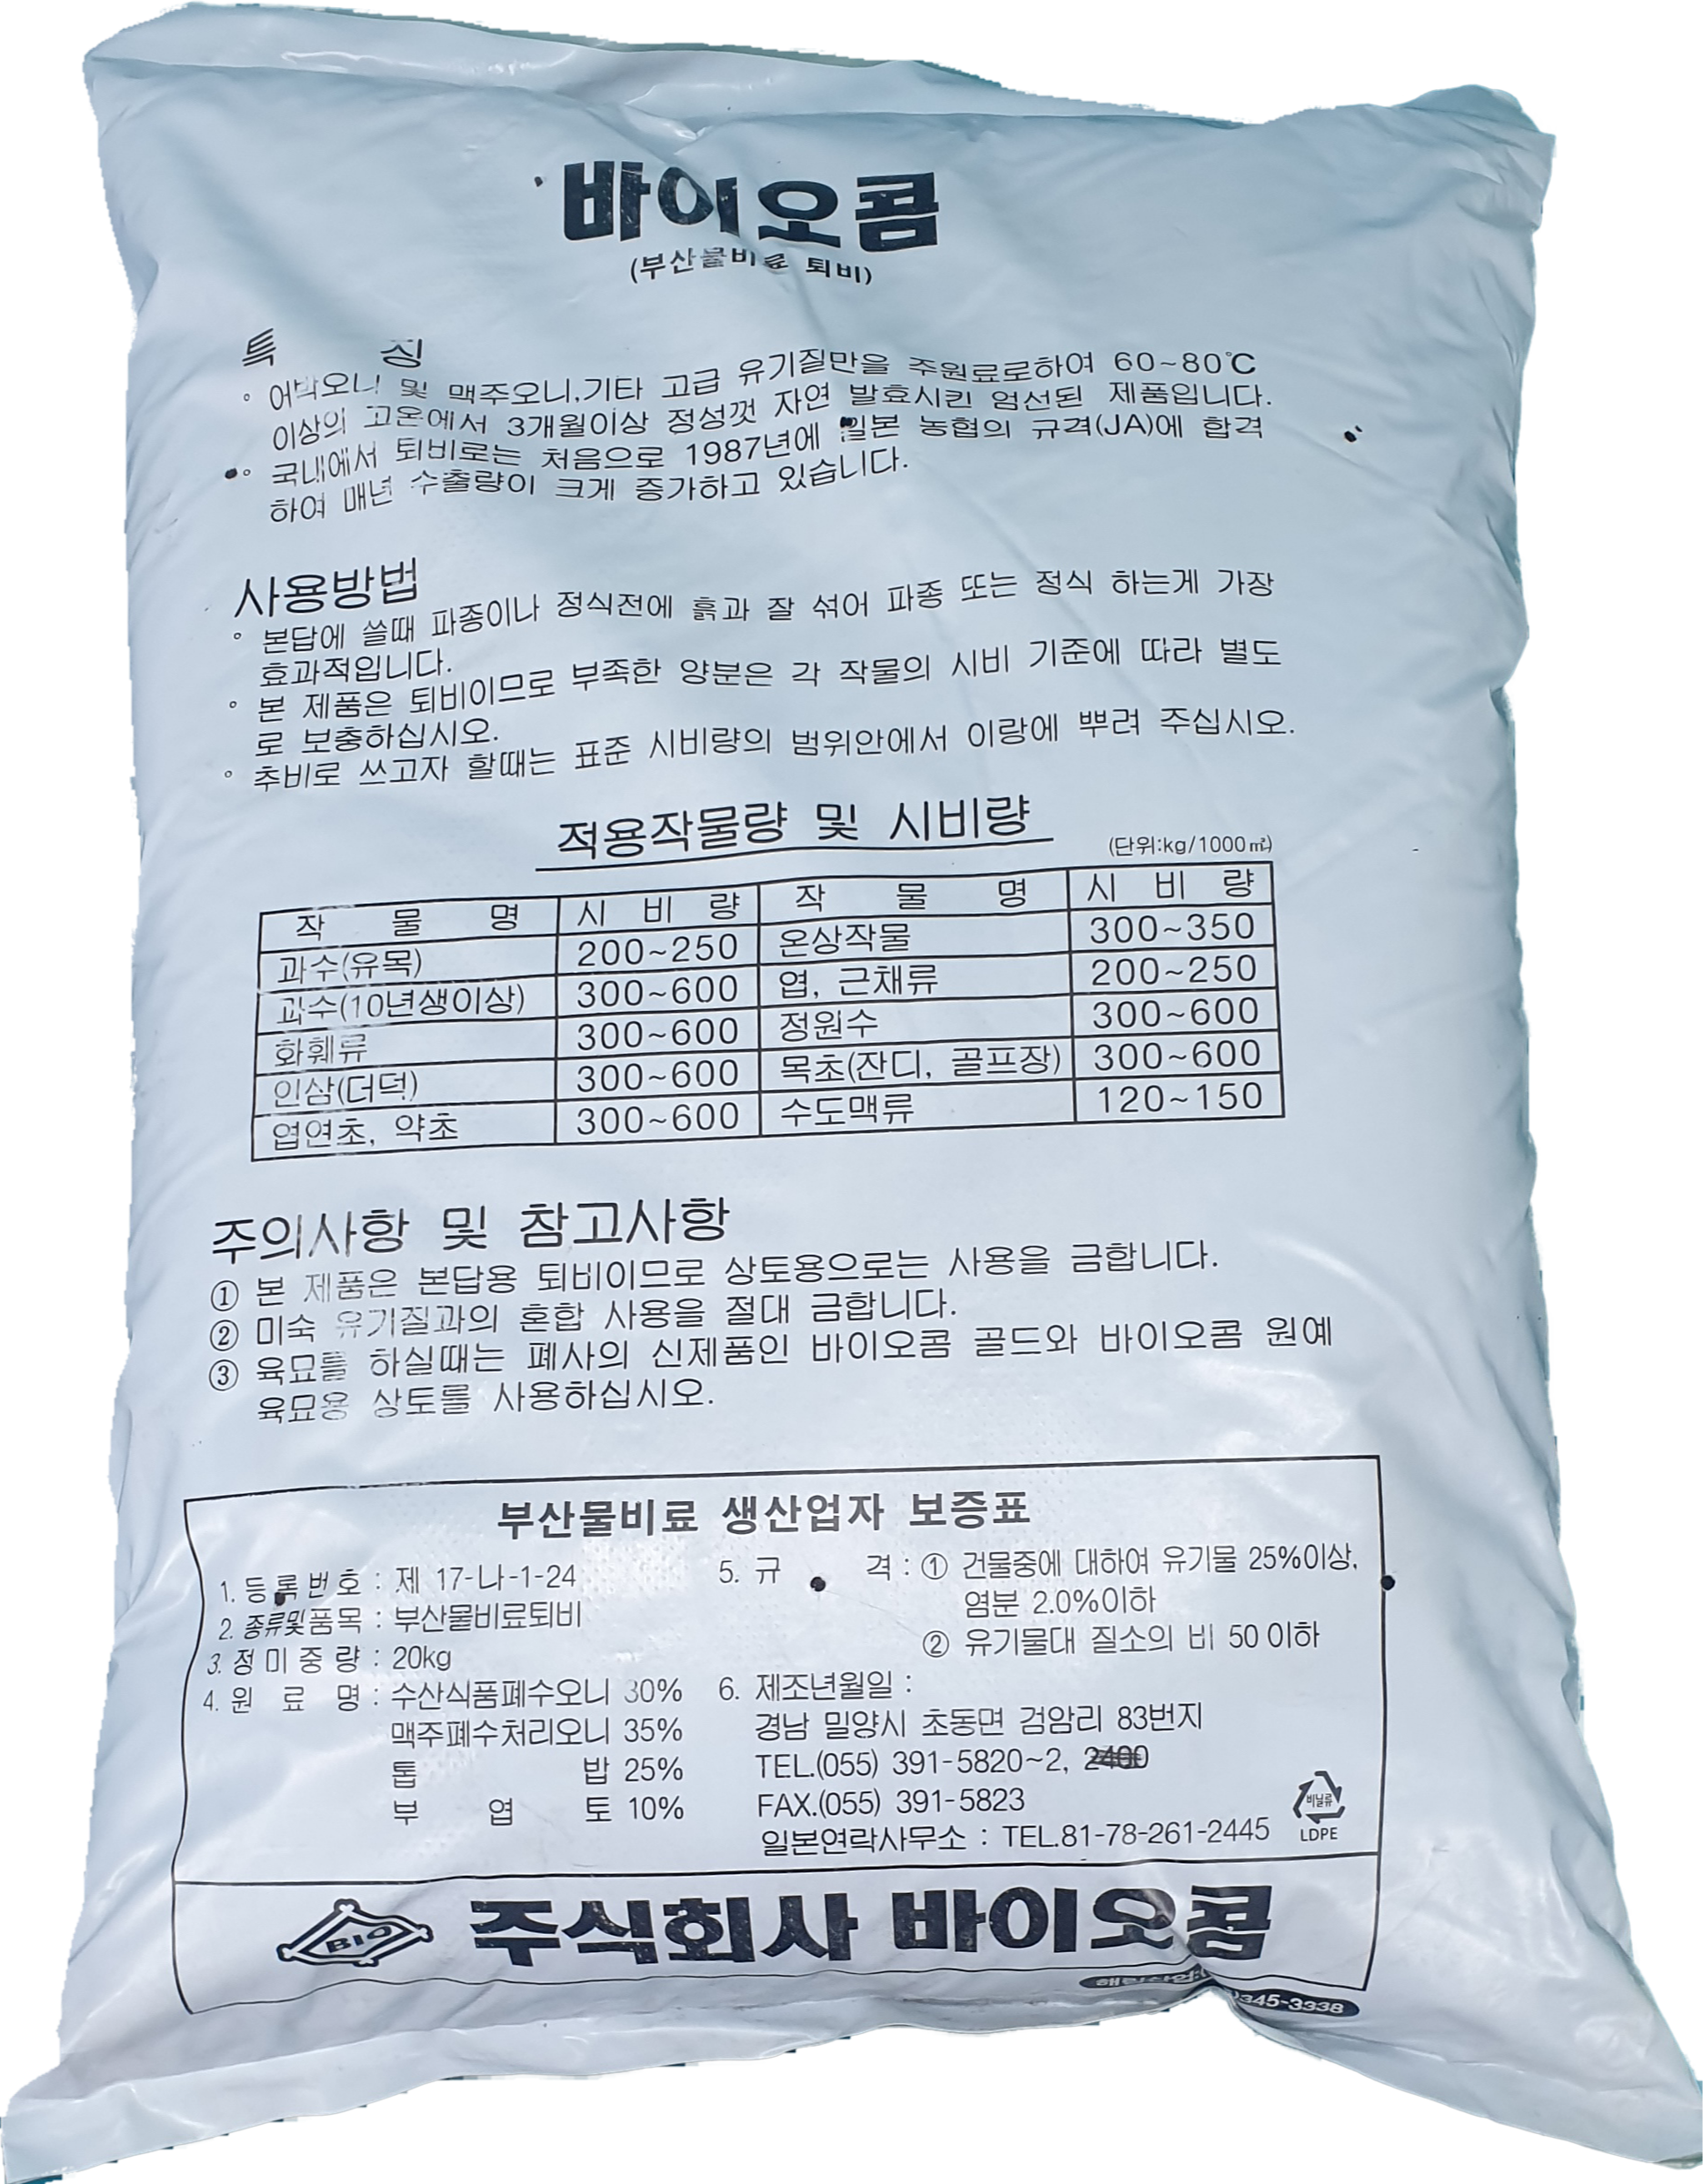 바이오콤
(부산물비료 퇴비)
특 징
◦ 어박오니 및 맥주오니,기타 고급 유기질만을 주원료로하여 60~80℃
이상의 고온에서 3개월이상 정성껏 자연 발효시킨 엄선된 제품입니다.
◦ 국내에서 퇴비로는 처음으로 1987년에 일본 농협의 규격(JA)에 합격
하여 매년 수출량이 크게 증가하고 있습니다.
사용방법
◦ 본답에 쓸때 파종이나 정식전에 흙과 잘 섞어 파종 또는 정식 하는게 가장
효과적입니다.
◦ 본 제품은 퇴비이므로 부족한 양분은 각 작물의 시비 기준에 따라 별도
로 보충하십시오.
◦ 추비로 쓰고자 할때는 표준 시비량의 범위안에서 이랑에 뿌려 주십시오.
적용작물량 및 시비량
(단위:kg/1000㎡)
작 물 명 시 비 량 작 물 명 시 비 량
과수(유목) 200~250 온상작물 300~350
과수(10년생이상) 300~600 엽, 근채류 200~250
화훼류 300~600 정원수 300~600
인삼(더덕) 300~600 목초(잔디, 골프장) 300~600
엽연초, 약초 300~600 수도맥류 120~150
주의사항 및 참고사항
① 본 제품은 본답용 퇴비이므로 상토용으로는 사용을 금합니다.
② 미숙 유기질과의 혼합 사용을 절대 금합니다.
③ 육묘를 하실때는 폐사의 신제품인 바이오콤 골드와 바이오콤 원예
육묘용 상토를 사용하십시오.
부산물비료 생산업자 보증표
1. 등록번호 : 제 17-나-1-24
2. 종류및품목 : 부산물비료퇴비
3. 정미중량 : 20kg
4. 원 료 명 : 수산식품폐수오니 30%
맥주폐수처리오니 35%
톱 밥 25%
부 엽 토 10%
5. 규 격 : ① 건물중에 대하여 유기물 25%이상,
염분 2.0%이하
② 유기물대 질소의 비 50이하
6. 제조년월일 :
경남 밀양시 초동면 검암리 83번지
TEL.(055) 391-5820~2, 2400
FAX.(055) 391-5823
일본연락사무소 : TEL.81-78-261-2445
비닐류
LDPE
BIO
주식회사 바이오콤
345-3338